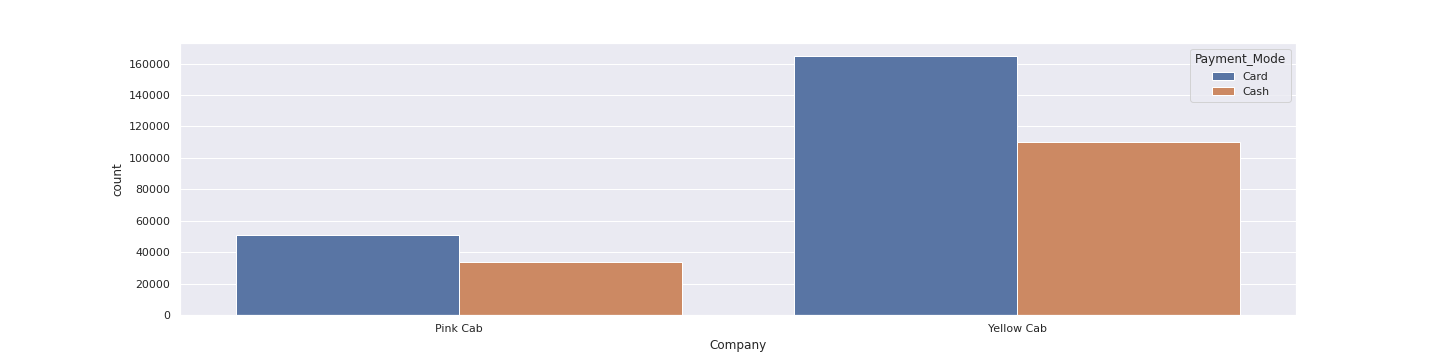 160000
140000
120000
100000
80000
60000
40000
20000
0
count
Payment_Mode
Card
Cash
Pink Cab
Yellow Cab
Company